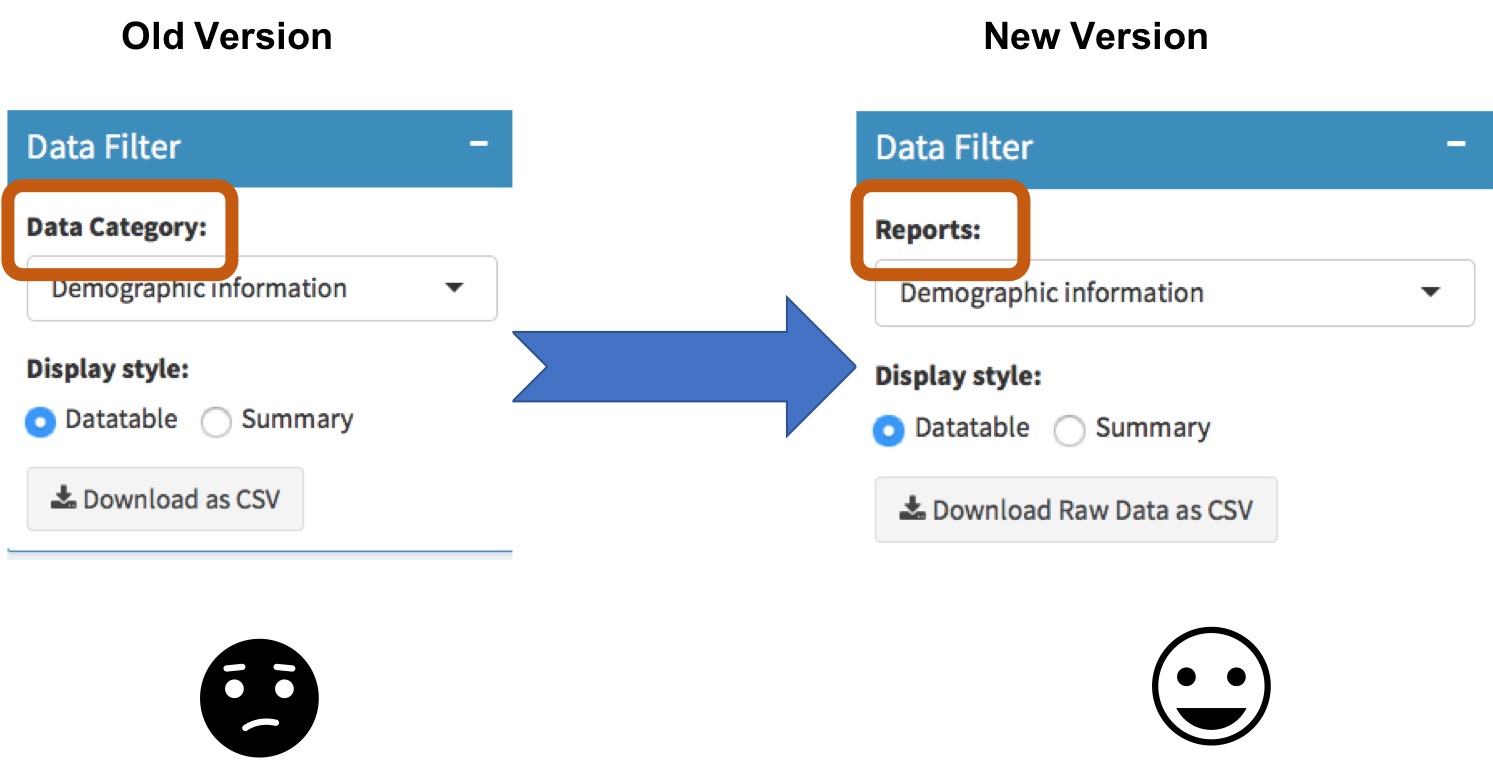 Old Version
Data Filter
Data Category:
Demographic information
Display style:
Datatable Summary
Download as CSV
New Version
Data Filter
Reports:
Demographic information
Display style:
Datatable Summary
Download Raw Data as CSV